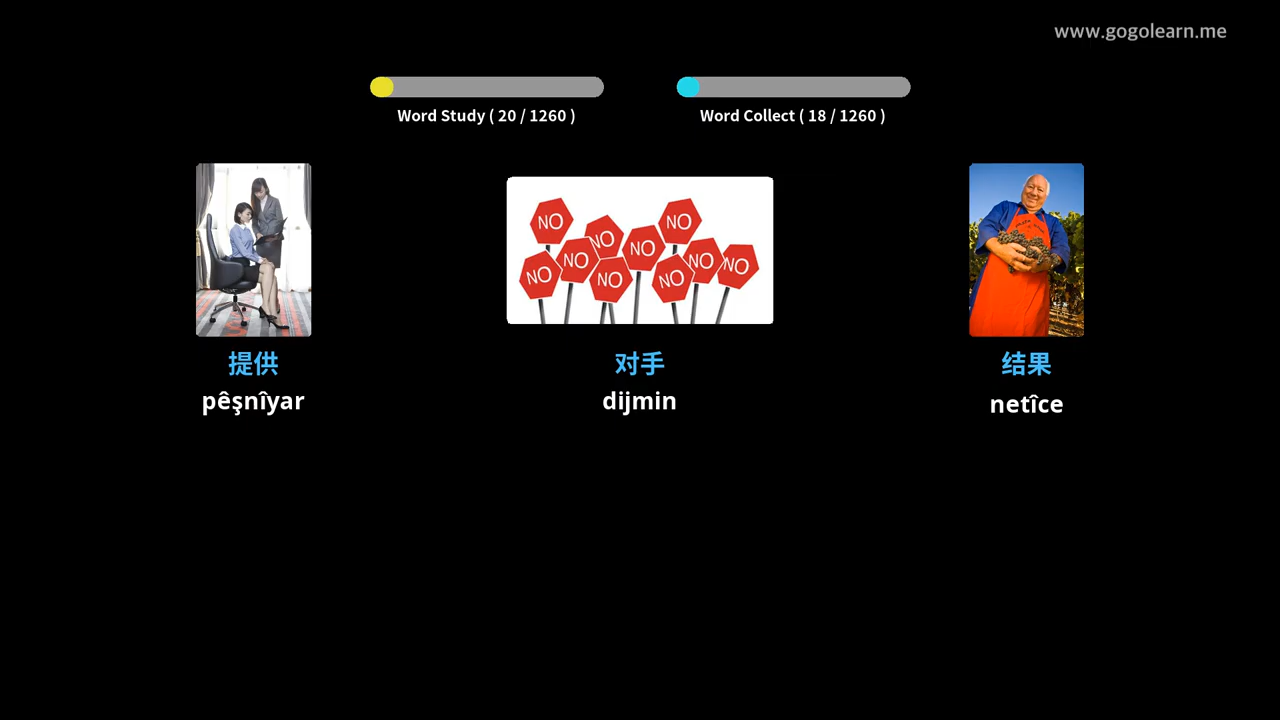 www.gogolearn.me
Word Study ( 20 / 1260 )
Word Collect ( 18 / 1260 )
NO NO NO NO NO NO NO NO NO NO
提供
对手
结果
pêşnîyar
dijmin
netîce